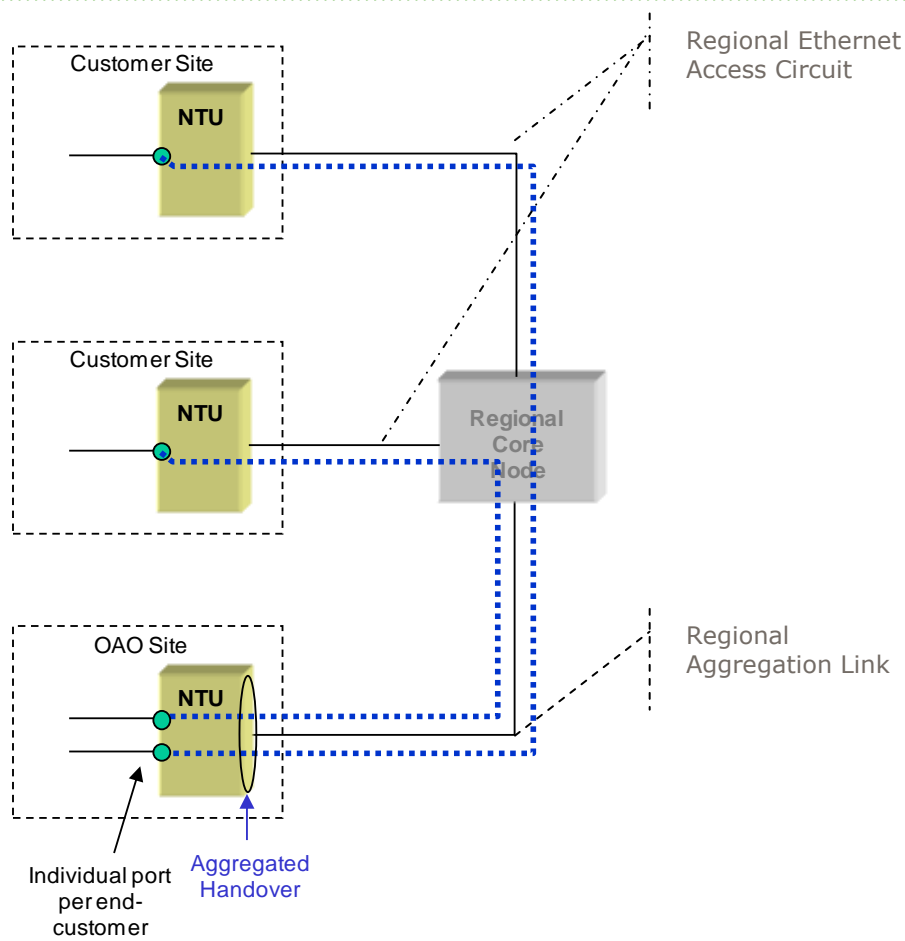 Regional Ethernet
Access Circuit
Customer Site
NTU
Customer Site
NTU
Regional
Core
Node
OAO Site
NTU
Regional
Aggregation Link
Individual port
per end-
customer
Aggregated
Handover